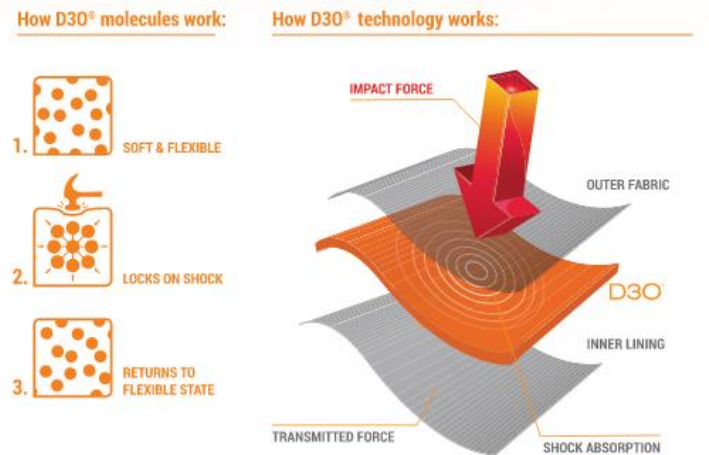 How D3O® molecules work:
1. SOFT & FLEXIBLE
2. LOCKS ON SHOCK
3. RETURNS TO
FLEXIBLE STATE
How D3O® technology works:
IMPACT FORCE
OUTER FABRIC
D3O
INNER LINING
TRANSMITTED FORCE
SHOCK ABSORPTION